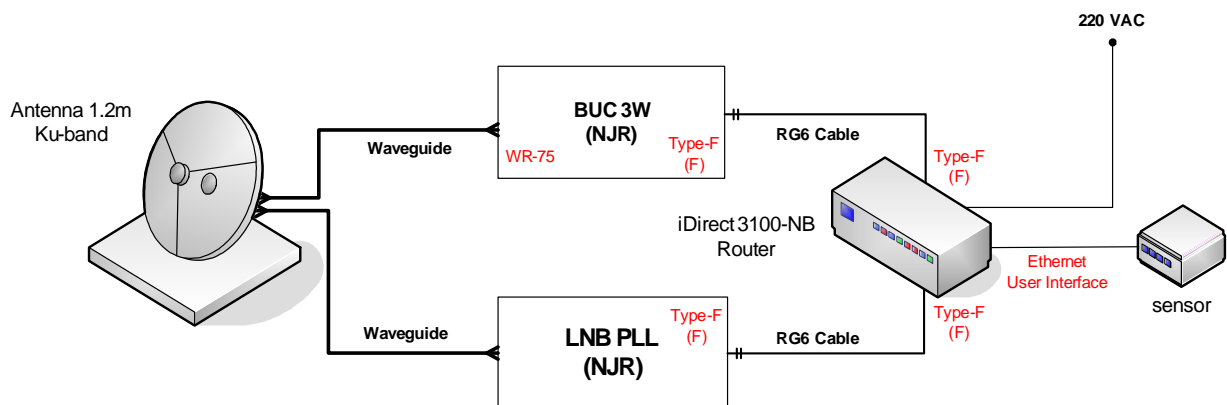 220 VAC
Antenna 1.2m
Ku-band
Waveguide
BUC 3W
(NJR)
WR-75
Type-F
(F)
RG6 Cable
Type-F
(F)
iDirect 3100-NB
Router
Ethernet
User Interface
sensor
Waveguide
LNB PLL
(NJR)
Type-F
(F)
RG6 Cable
Type-F
(F)